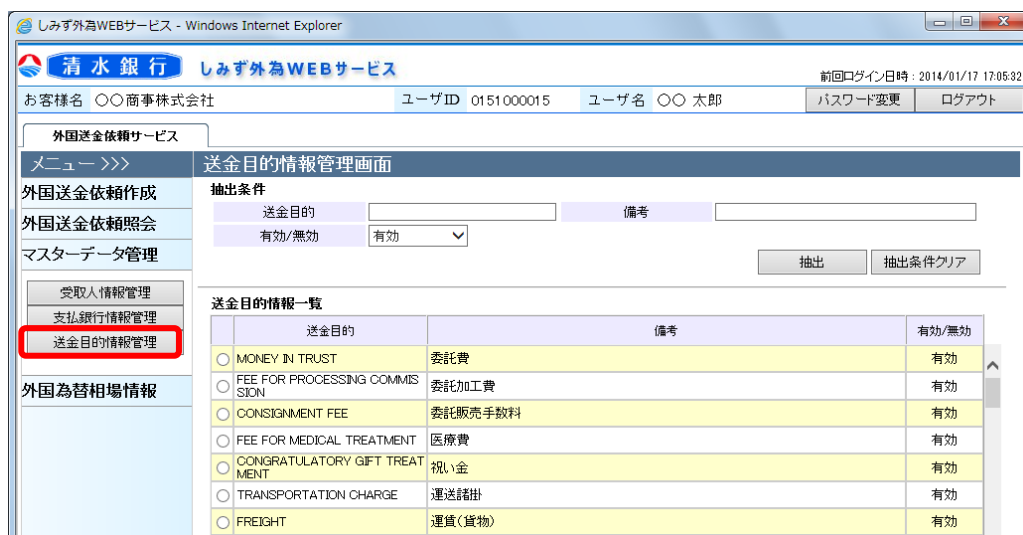 しみず外為WEBサービス - Windows Internet Explorer
清水銀行 しみず外為WEBサービス
前回ログイン日時 : 2014/01/17 17:05:32
お客様名 〇〇商事株式会社 ユーザID 0151000015 ユーザ名 〇〇 太郎 パスワード変更 ログアウト
外国送金依頼サービス
メニュー >>> 送金目的情報管理画面
外国送金依頼作成
外国送金依頼照会
マスターデータ管理
受取人情報管理
支払銀行情報管理
送金目的情報管理
外国為替相場情報
抽出条件
送金目的 備考
有効/無効 有効
抽出 抽出条件クリア
送金目的情報一覧
送金目的 備考 有効/無効
MONEY IN TRUST 委託費 有効
FEE FOR PROCESSING COMMIS
SION 委託加工費 有効
CONSIGNMENT FEE 委託販売手数料 有効
FEE FOR MEDICAL TREATMENT 医療費 有効
CONGRATULATORY GIFT TREAT
MENT 祝い金 有効
TRANSPORTATION CHARGE 運送諸掛 有効
FREIGHT 運賃(貨物) 有効